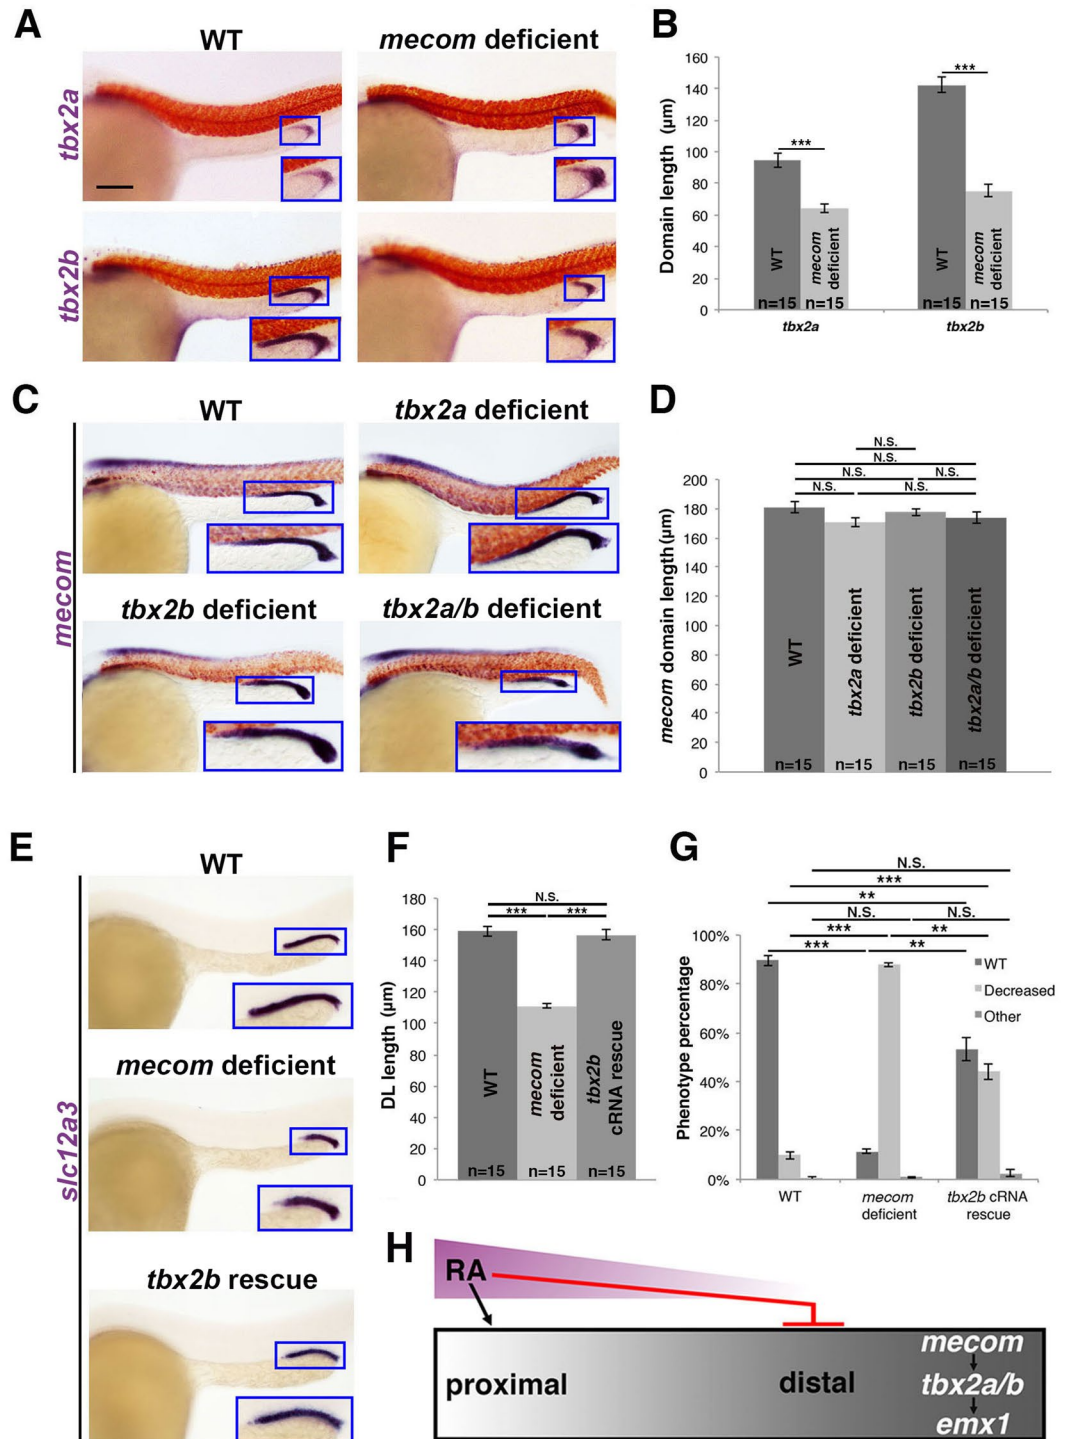 A
WT
mecom deficient
tbx2a
tbx2b
B
Domain length (µm)
160
140
120
100
80
60
40
20
0
***
***
WT
mecom deficient
WT
mecom deficient
n=15
n=15
n=15
n=15
tbx2a
tbx2b
C
WT
tbx2a deficient
mecom
tbx2b deficient
tbx2a/b deficient
D
N.S.
N.S.
N.S.
N.S.
N.S.
N.S.
mecom domain length(µm)
200
180
160
140
120
100
80
60
40
20
0
WT
tbx2a deficient
tbx2b deficient
tbx2a/b deficient
n=15
n=15
n=15
n=15
E
WT
slc12a3
mecom deficient
tbx2b rescue
F
N.S.
***
***
DL length (µm)
180
160
140
120
100
80
60
40
20
0
WT
mecom
deficient
tbx2b
cRNA rescue
n=15
n=15
n=15
G
N.S.
***
**
N.S.
N.S.
***
**
***
**
Phenotype percentage
100%
80%
60%
40%
20%
0%
WT
Decreased
Other
WT
mecom
deficient
tbx2b cRNA
rescue
H
RA
proximal
distal
mecom
tbx2a/b
emx1